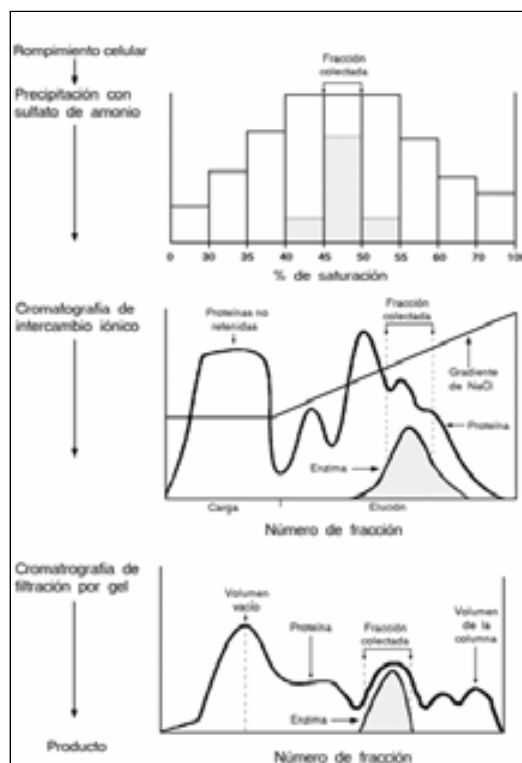 Rompimiento celular
Precipitación con
sulfato de amonio
Fracción
colectada
0 30 35 40 45 50 55 60 70 100
% de saturación
Cromatografía de
intercambio iónico
Proteínas no
retenidas
Fracción
colectada
Gradiente
de NaCl
Proteína
Enzima
Carga
Elución
Número de fracción
Cromatrografía de
filtración por gel
Volumen
vacío
Proteína
Fracción
colectada
Volumen
de la
columna
Enzima
Producto
Número de fracción